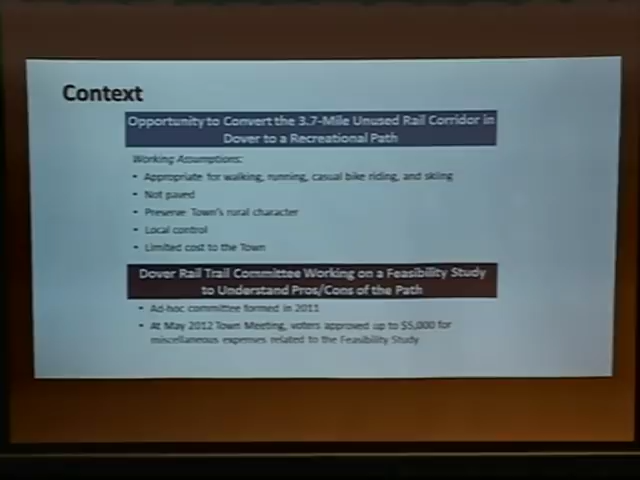 Context
Opportunity to Convert the 3.7-Mile Unused Rail Corridor in
Dover to a Recreational Path
Working Assumptions:
• Appropriate for walking, running, casual bike riding, and skiing
• Not paved
• Preserve Town's rural character
• Local control
• Limited cost to the Town
Dover Rail Trail Committee Working on a Feasibility Study
to Understand Pros/Cons of the Path
• Ad-hoc committee formed in 2011
• At May 2012 Town Meeting, voters approved up to $5,000 for
miscellaneous expenses related to the Feasibility Study